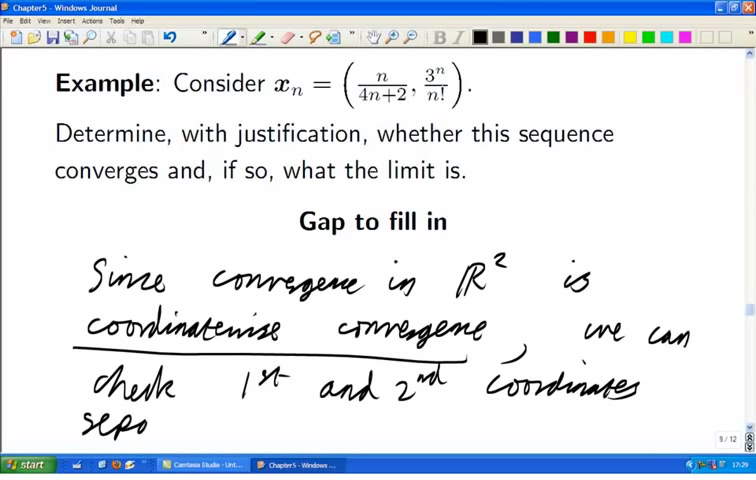 Chapter5 - Windows Journal
File Edit View Insert Actions Tools Help
B I
Example: Consider xₙ = (n/(4n+2), 3ⁿ/n!).
Determine, with justification, whether this sequence
converges and, if so, what the limit is.
Gap to fill in
Since convergene in ℝ² is
coordinatewise convergene, we can
check 1st and 2nd coordinates
sepa
9 / 12
start
Camtasia Studio - Unt...
Chapter5 - Windows ...
17:29